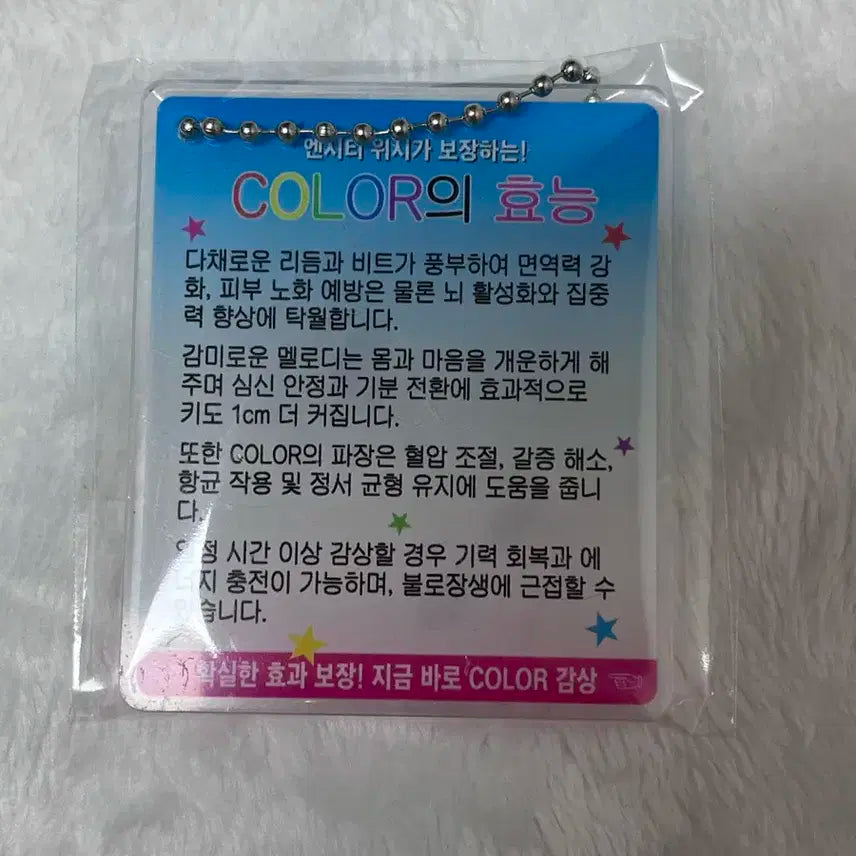 엔시티 위시가 보장하는!
COLOR의 효능
다채로운 리듬과 비트가 풍부하여 면역력 강
화, 피부 노화 예방은 물론 뇌 활성화와 집중
력 향상에 탁월합니다.
감미로운 멜로디는 몸과 마음을 개운하게 해
주며 심신 안정과 기분 전환에 효과적으로
키도 1cm 더 커집니다.
또한 COLOR의 파장은 혈압 조절, 갈증 해소,
항균 작용 및 정서 균형 유지에 도움을 줍니
다.
일정 시간 이상 감상할 경우 기력 회복과 에
너지 충전이 가능하며, 불로장생에 근접할 수
있습니다.
확실한 효과 보장! 지금 바로 COLOR 감상